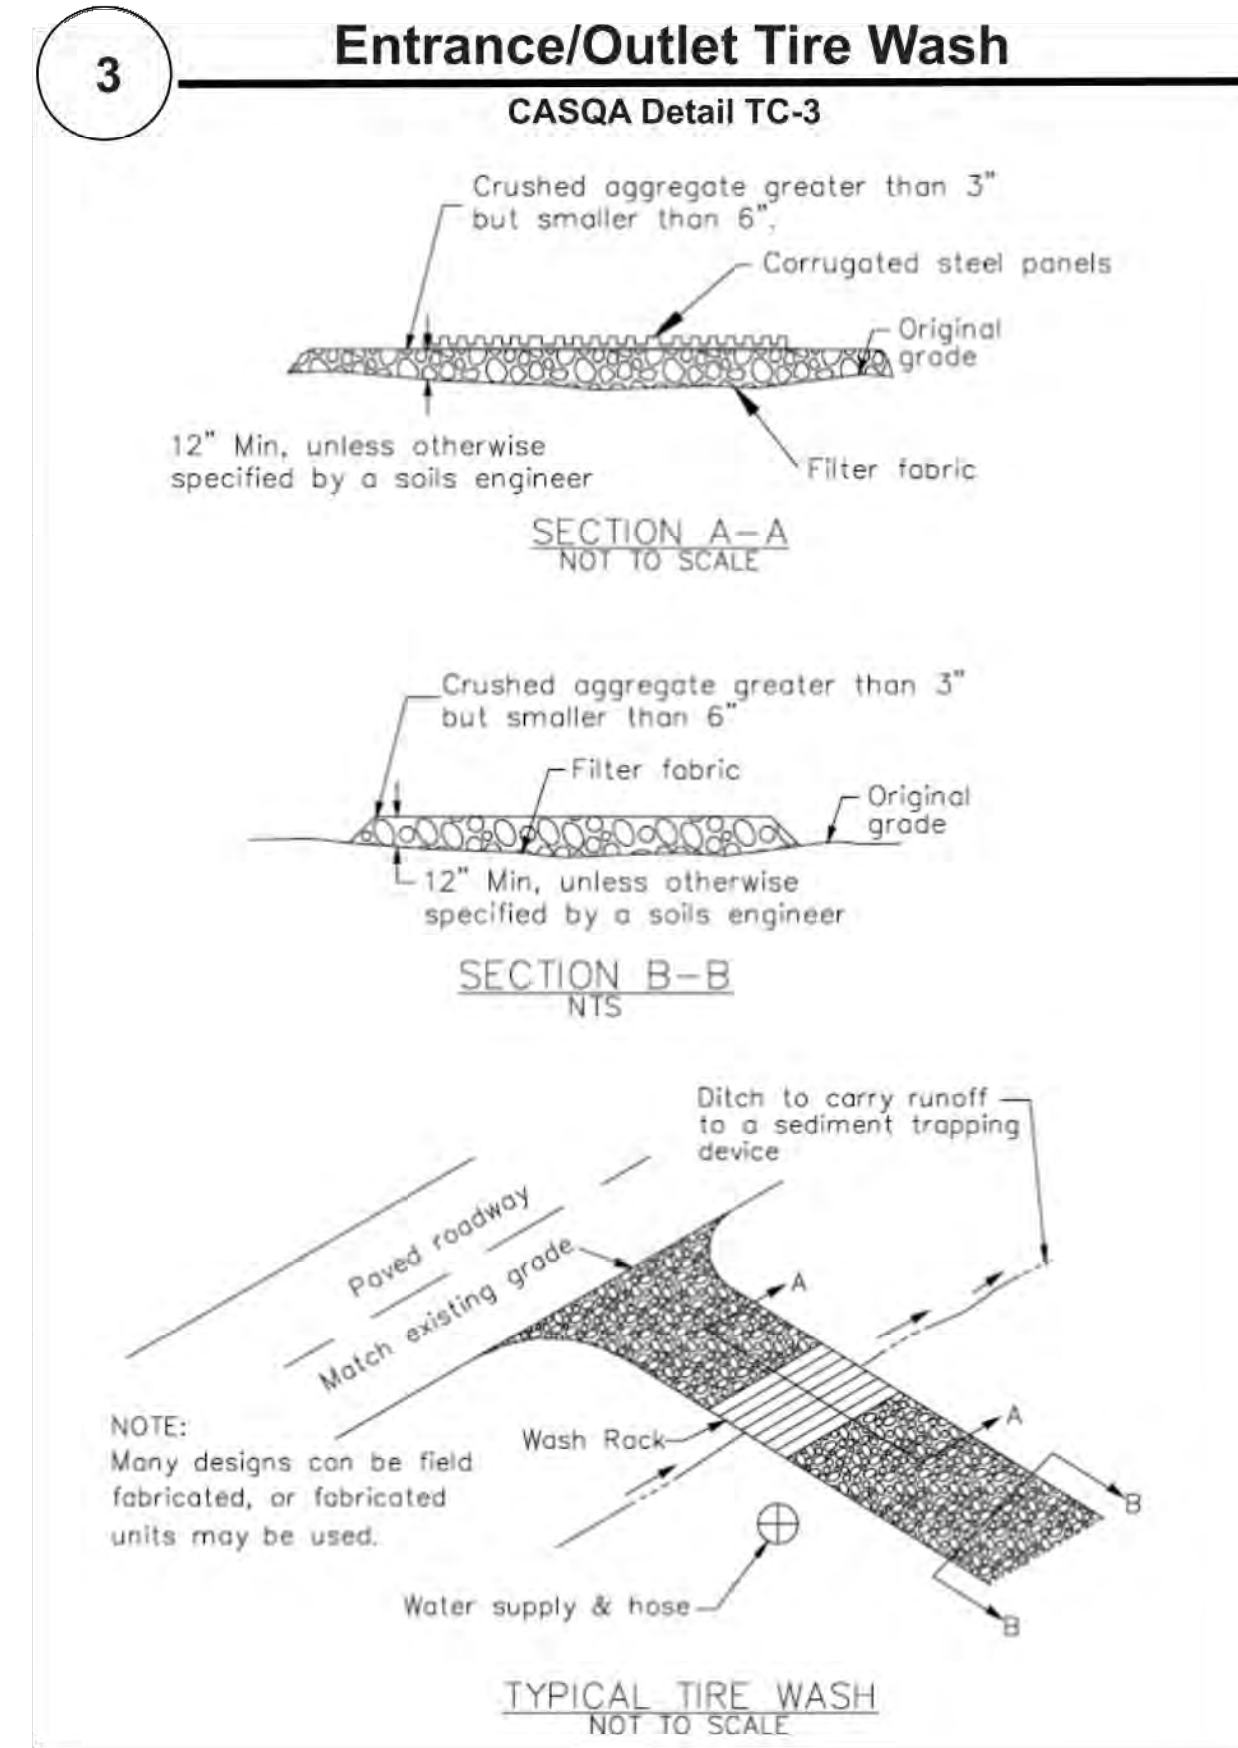 3
Entrance/Outlet Tire Wash
CASQA Detail TC-3
Crushed aggregate greater than 3"
but smaller than 6".
Corrugated steel panels
Original
grade
12" Min, unless otherwise
specified by a soils engineer
Filter fabric
SECTION A-A
NOT TO SCALE
Crushed aggregate greater than 3"
but smaller than 6"
Filter fabric
Original
grade
12" Min, unless otherwise
specified by a soils engineer
SECTION B-B
NTS
Ditch to carry runoff
to a sediment trapping
device
Paved roadway
Match existing grade
A
A
NOTE:
Many designs can be field
fabricated, or fabricated
units may be used.
Wash Rack
B
Water supply & hose
B
TYPICAL TIRE WASH
NOT TO SCALE